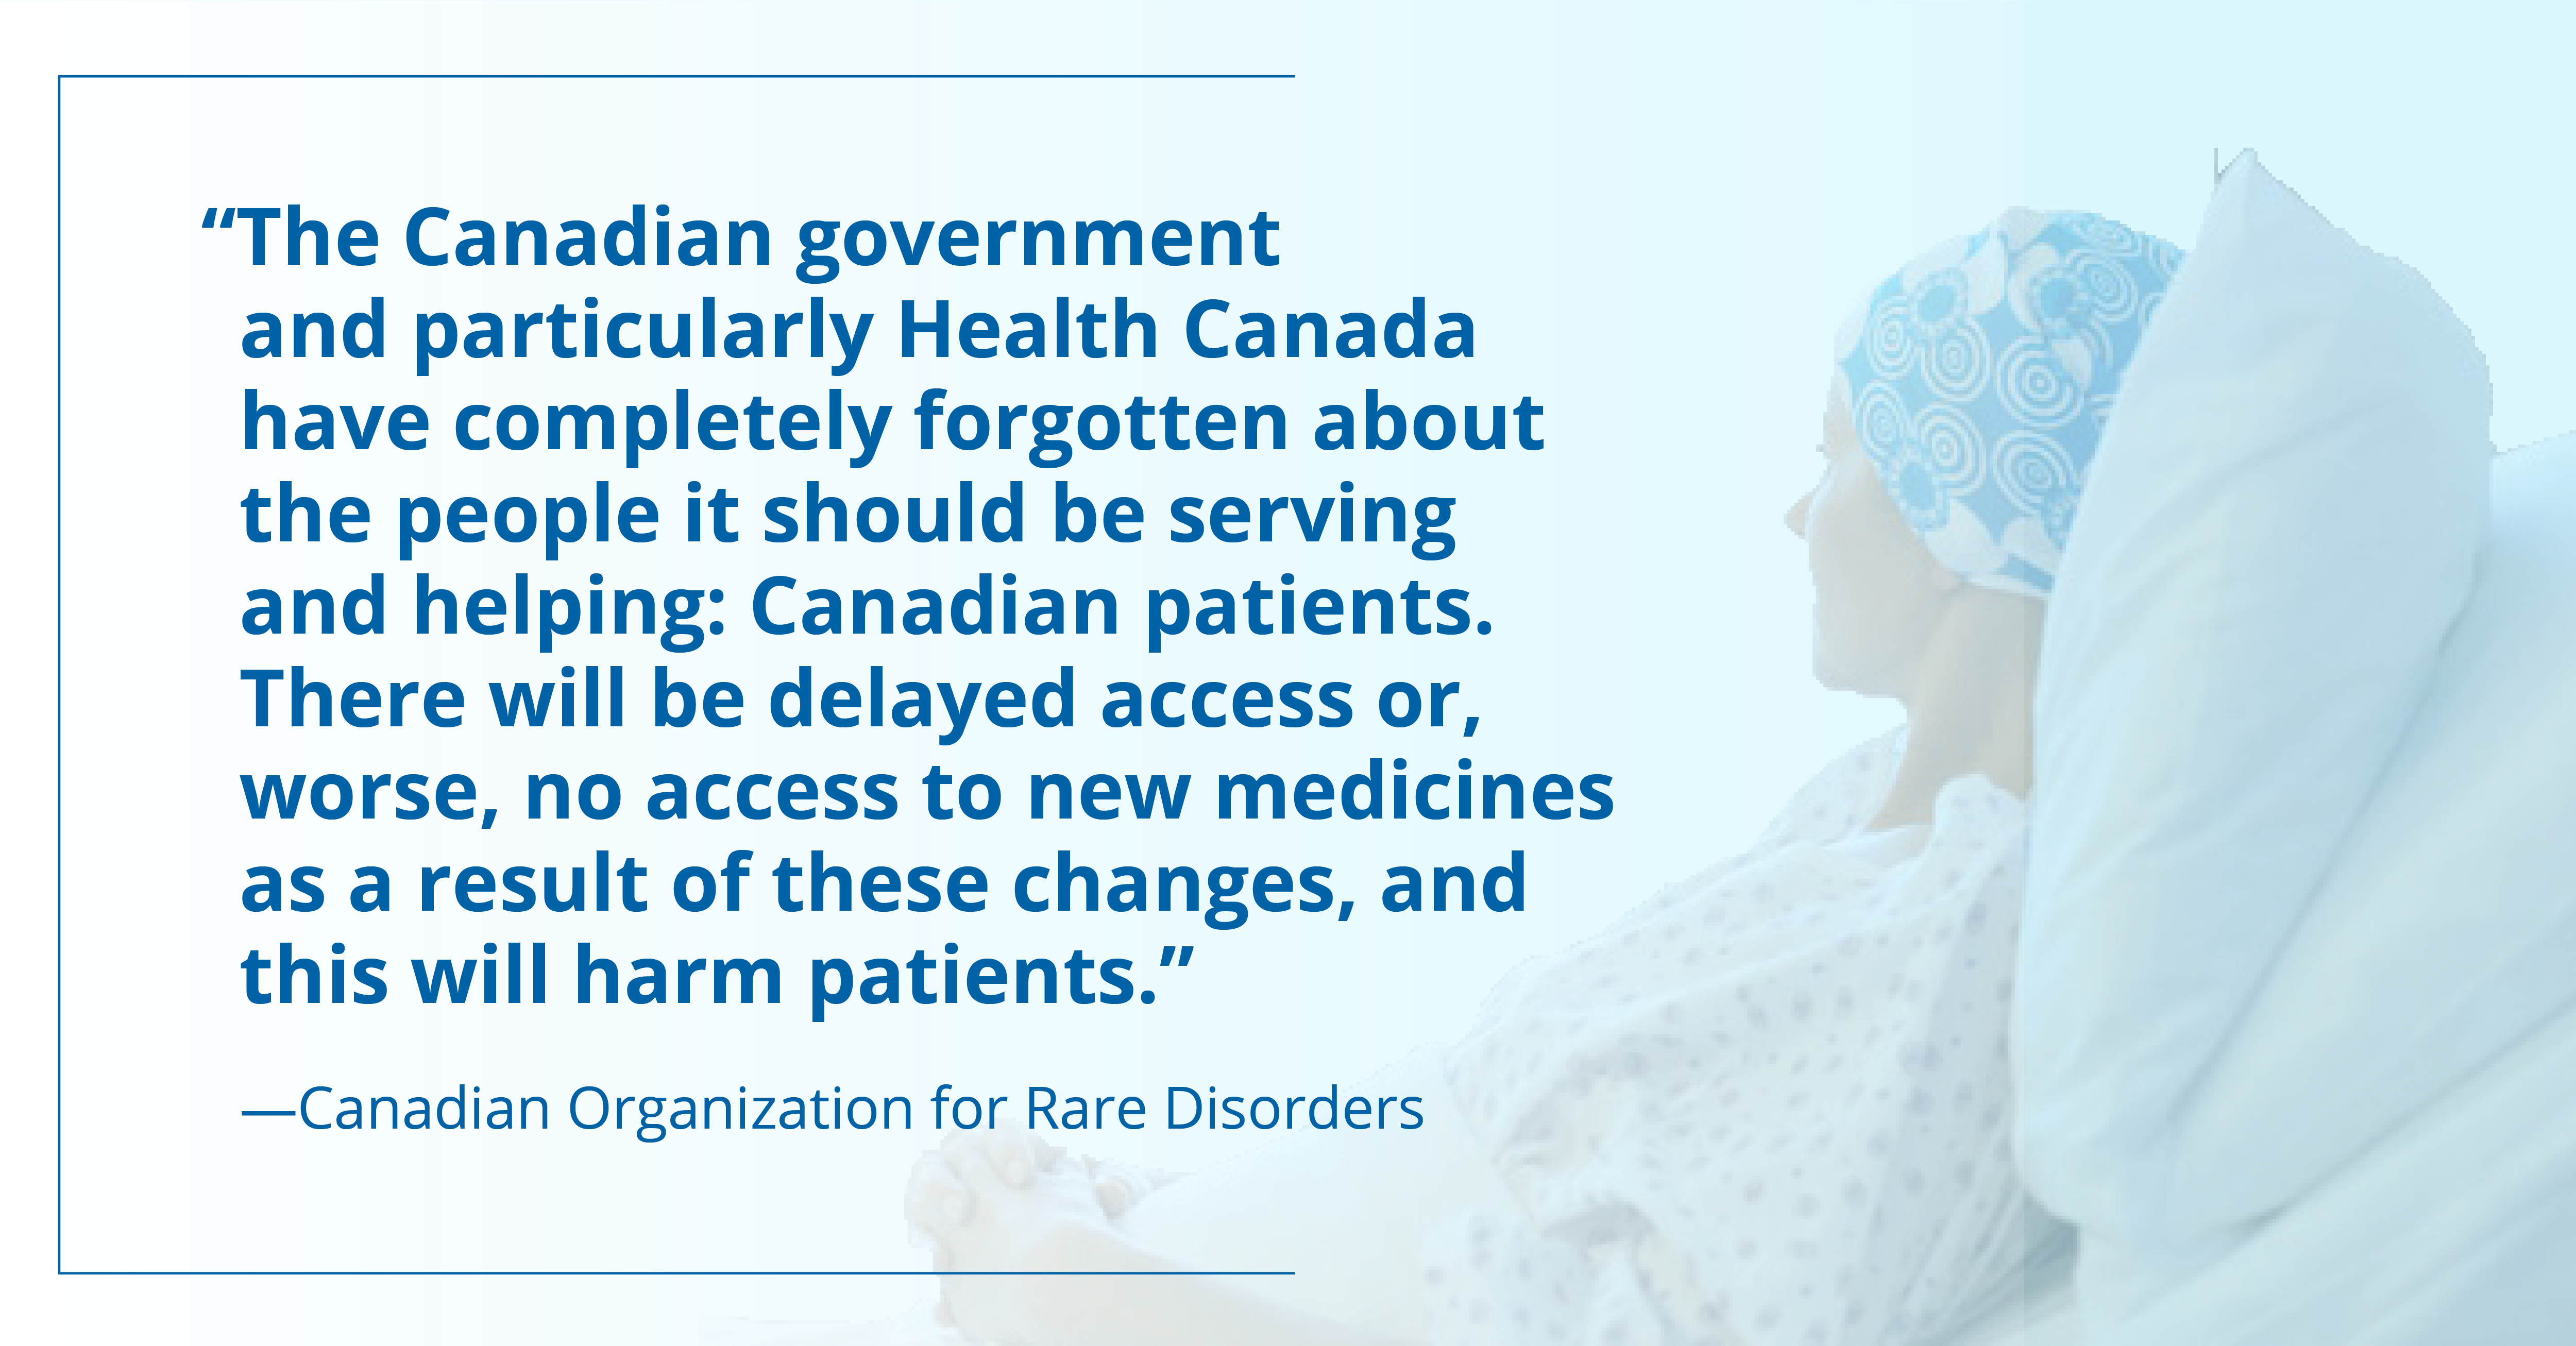 “The Canadian government
and particularly Health Canada
have completely forgotten about
the people it should be serving
and helping: Canadian patients.
There will be delayed access or,
worse, no access to new medicines
as a result of these changes, and
this will harm patients.”
—Canadian Organization for Rare Disorders